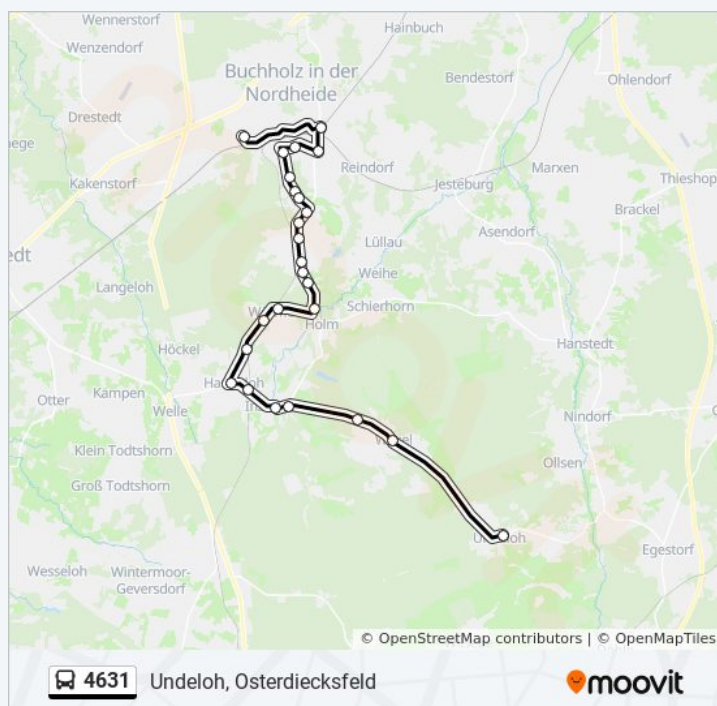 Wennerstorf
Hainbuch
Wenzendorf
Buchholz in der
Nordheide
Bendestorf
Ohlendorf
Drestedt
Reindorf
Marxen
Thieshop
Kakenstorf
Jesteburg
Brackel
Asendorf
Lüllau
Weihe
Langeloh
Schierhorn
Holm
Hanstedt
Höckel
Otter
Kampen
Welle
Nindorf
Klein Todtshorn
Ollsen
Groß Todtshorn
Egestorf
Wesseloh
Wintermoor-
Geversdorf
© OpenStreetMap contributors | © OpenMapTiles
4631 Undeloh, Osterdiecksfeld
moovit